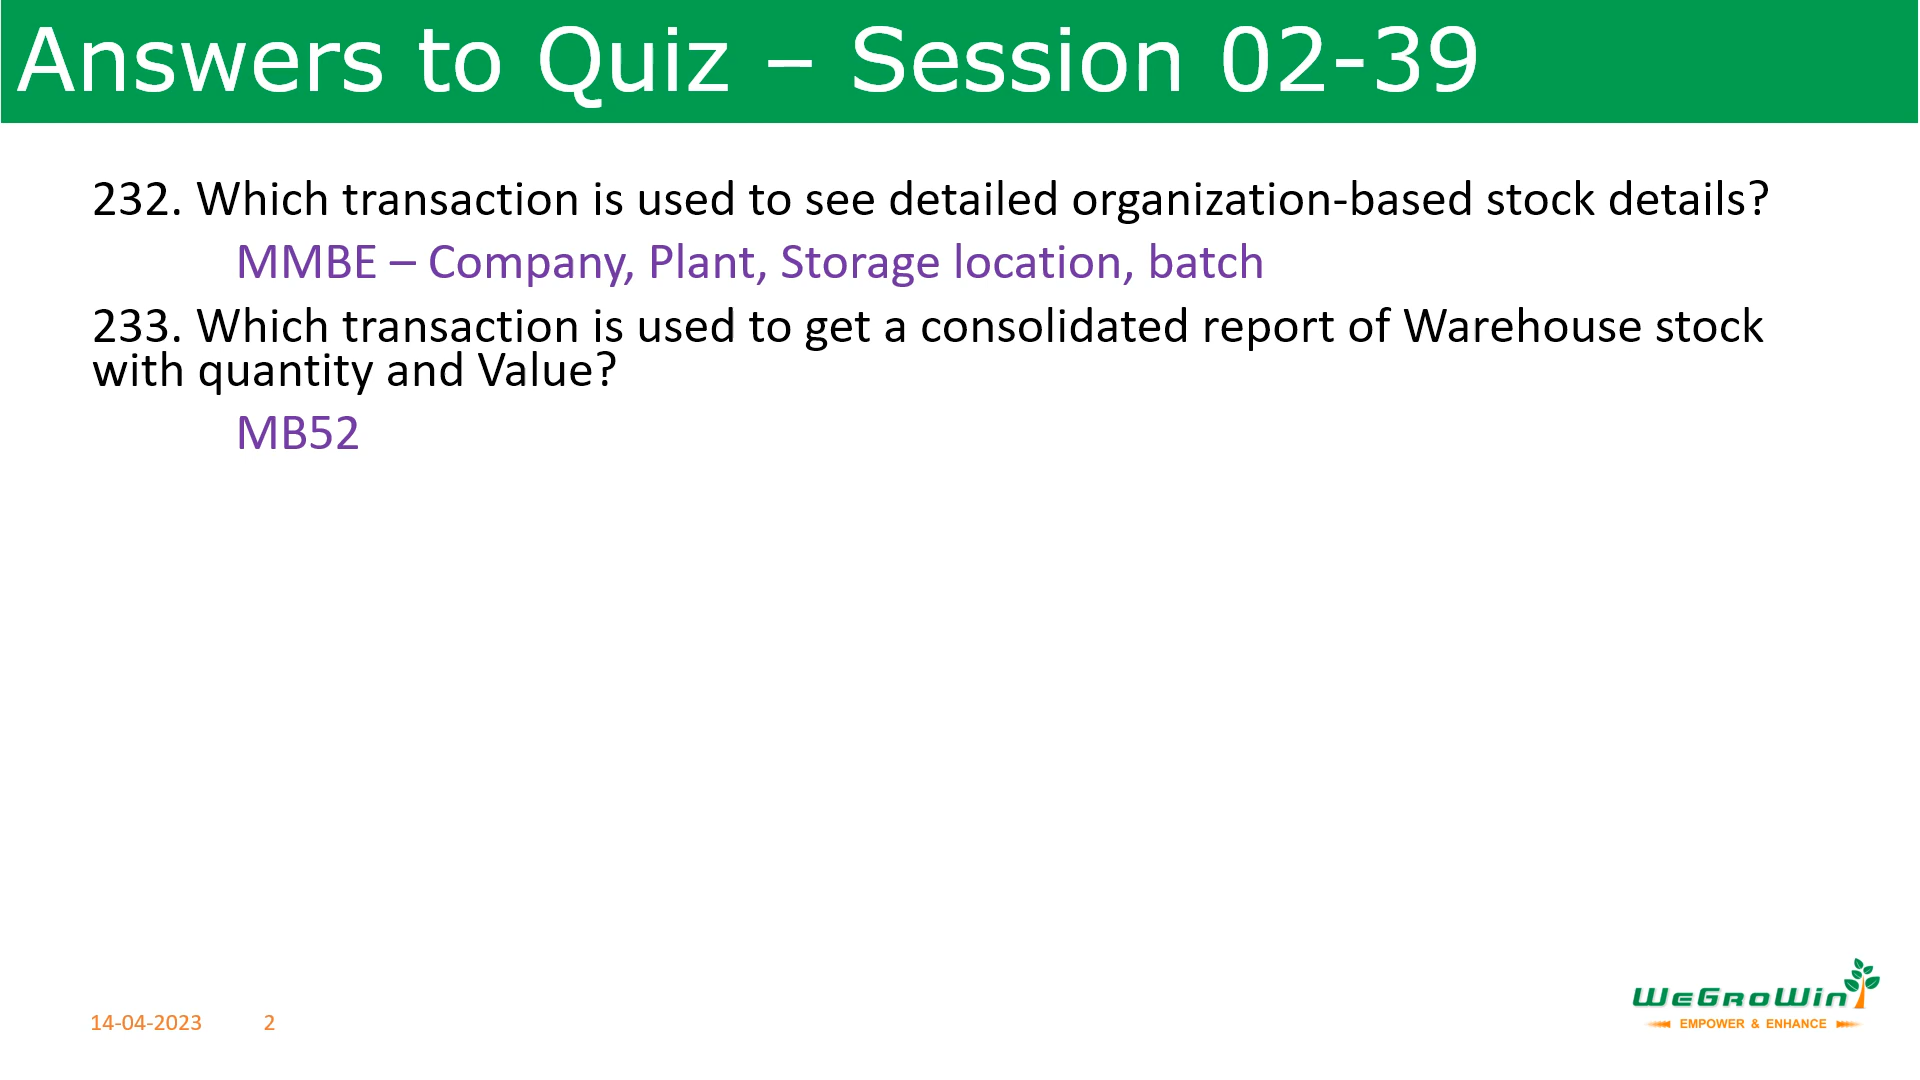 Answers to Quiz – Session 02-39
232. Which transaction is used to see detailed organization-based stock details?
MMBE – Company, Plant, Storage location, batch
233. Which transaction is used to get a consolidated report of Warehouse stock
with quantity and Value?
MB52
WeGroWin
EMPOWER & ENHANCE
14-04-2023 2